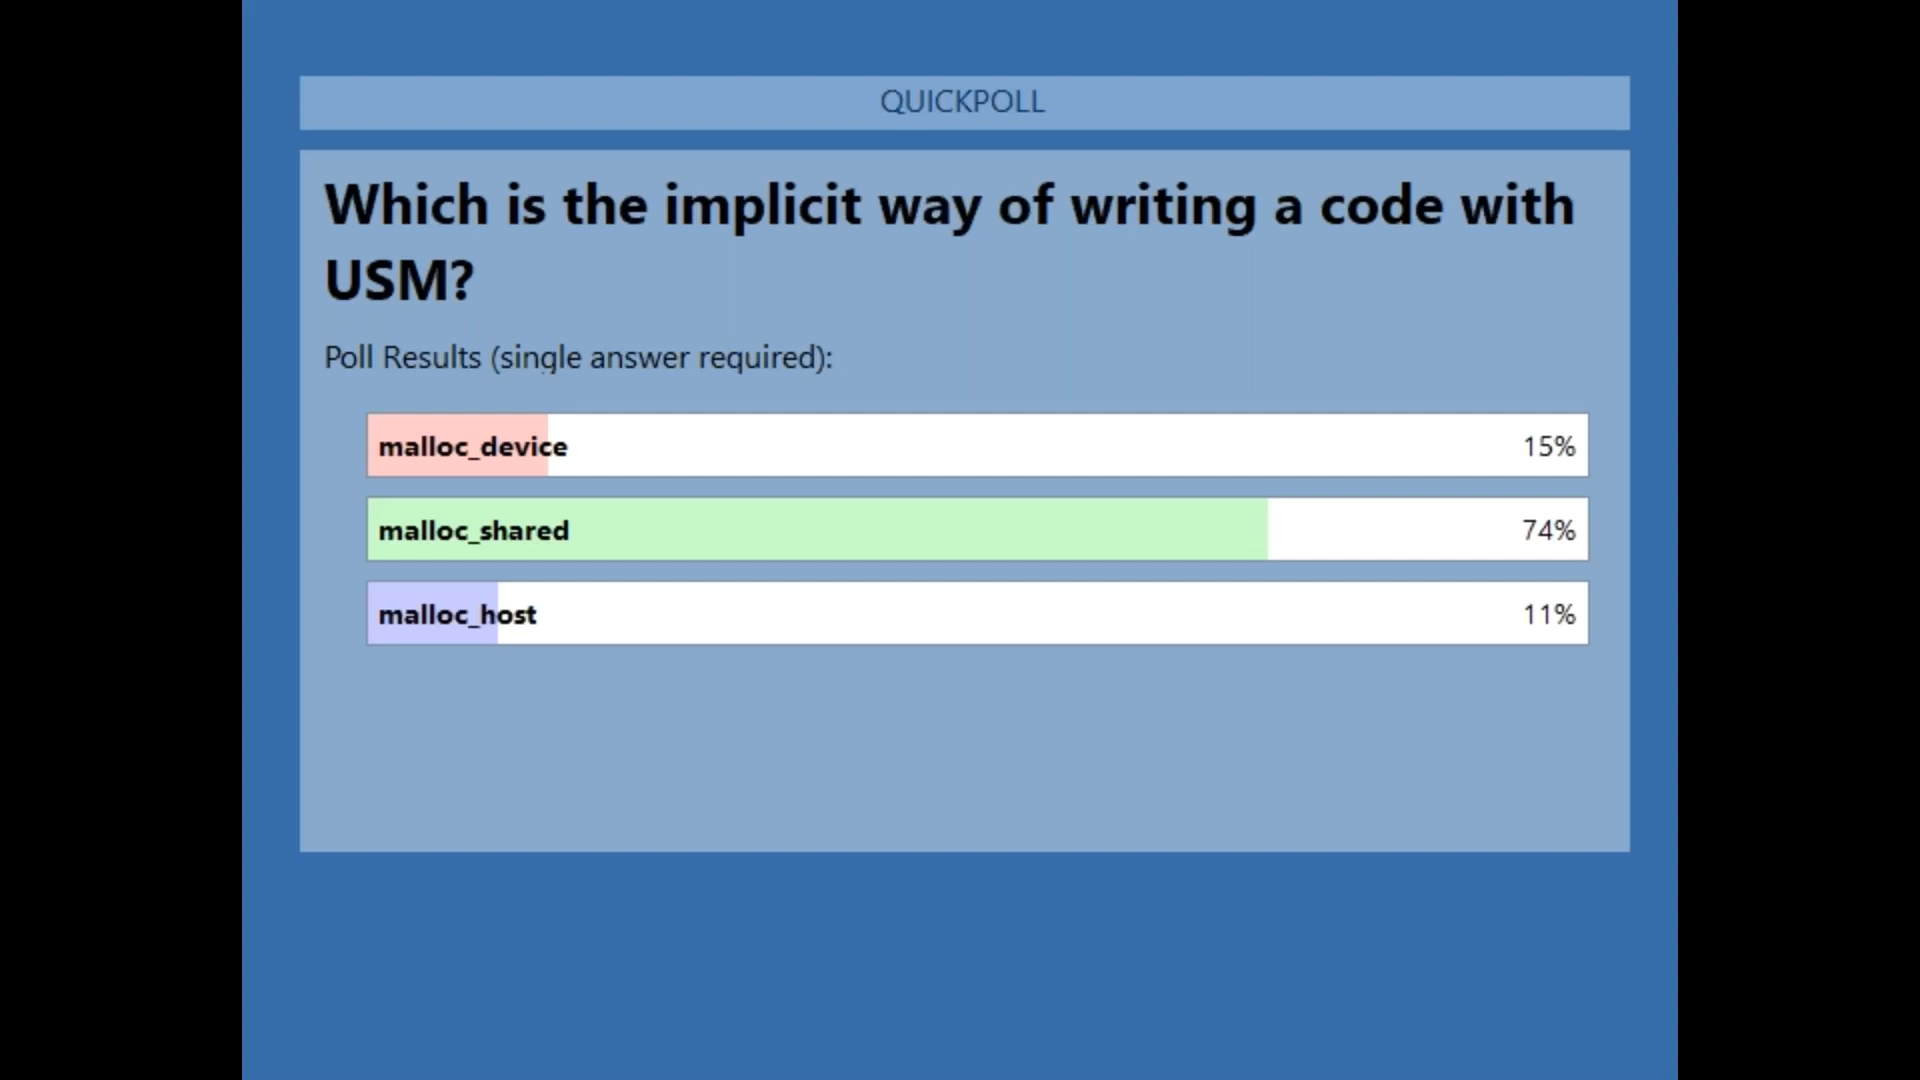 QUICKPOLL
Which is the implicit way of writing a code with
USM?
Poll Results (single answer required):
malloc_device 15%
malloc_shared 74%
malloc_host 11%